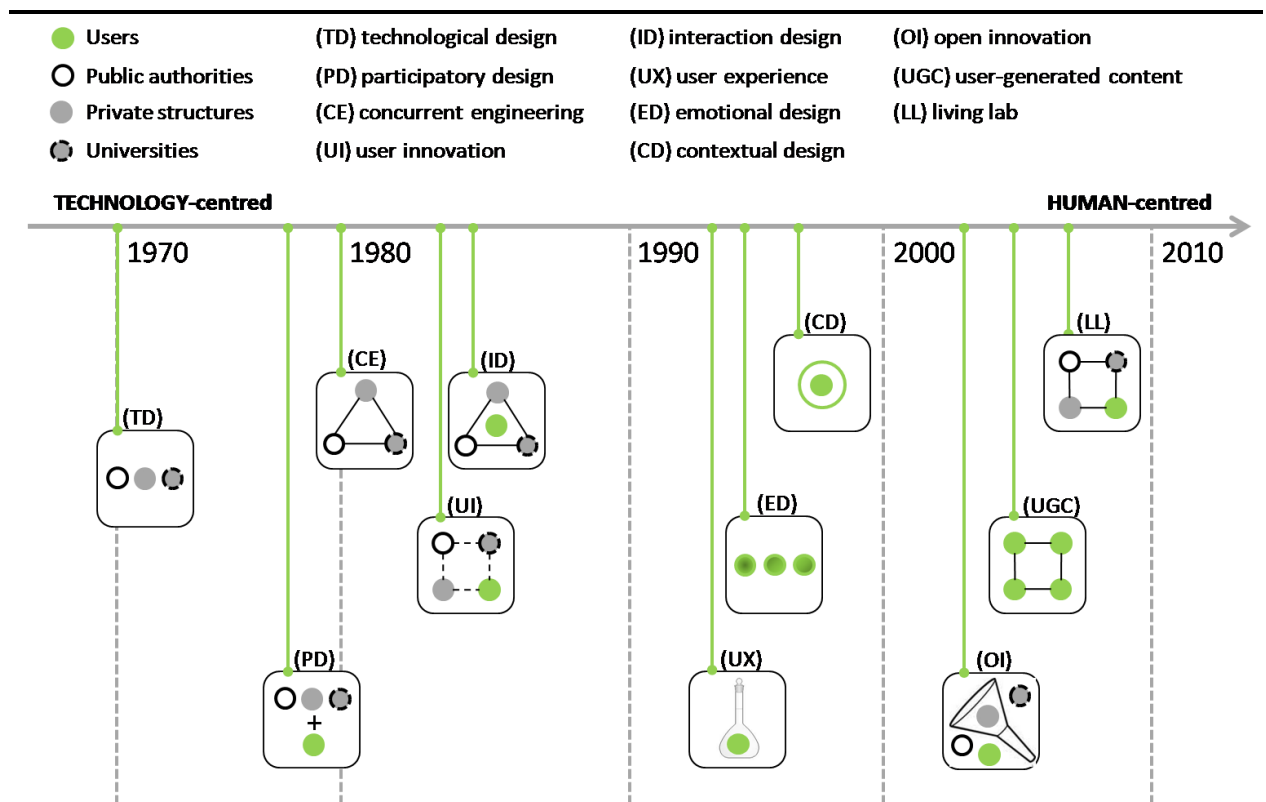 Users (TD) technological design (ID) interaction design (OI) open innovation
Public authorities (PD) participatory design (UX) user experience (UGC) user-generated content
Private structures (CE) concurrent engineering (ED) emotional design (LL) living lab
Universities (UI) user innovation (CD) contextual design
TECHNOLOGY-centred HUMAN-centred
1970 1980 1990 2000 2010
(CD) (LL)
(CE) (ID)
(TD)
(UI) (ED) (UGC)
(PD) (UX) (OI)
+